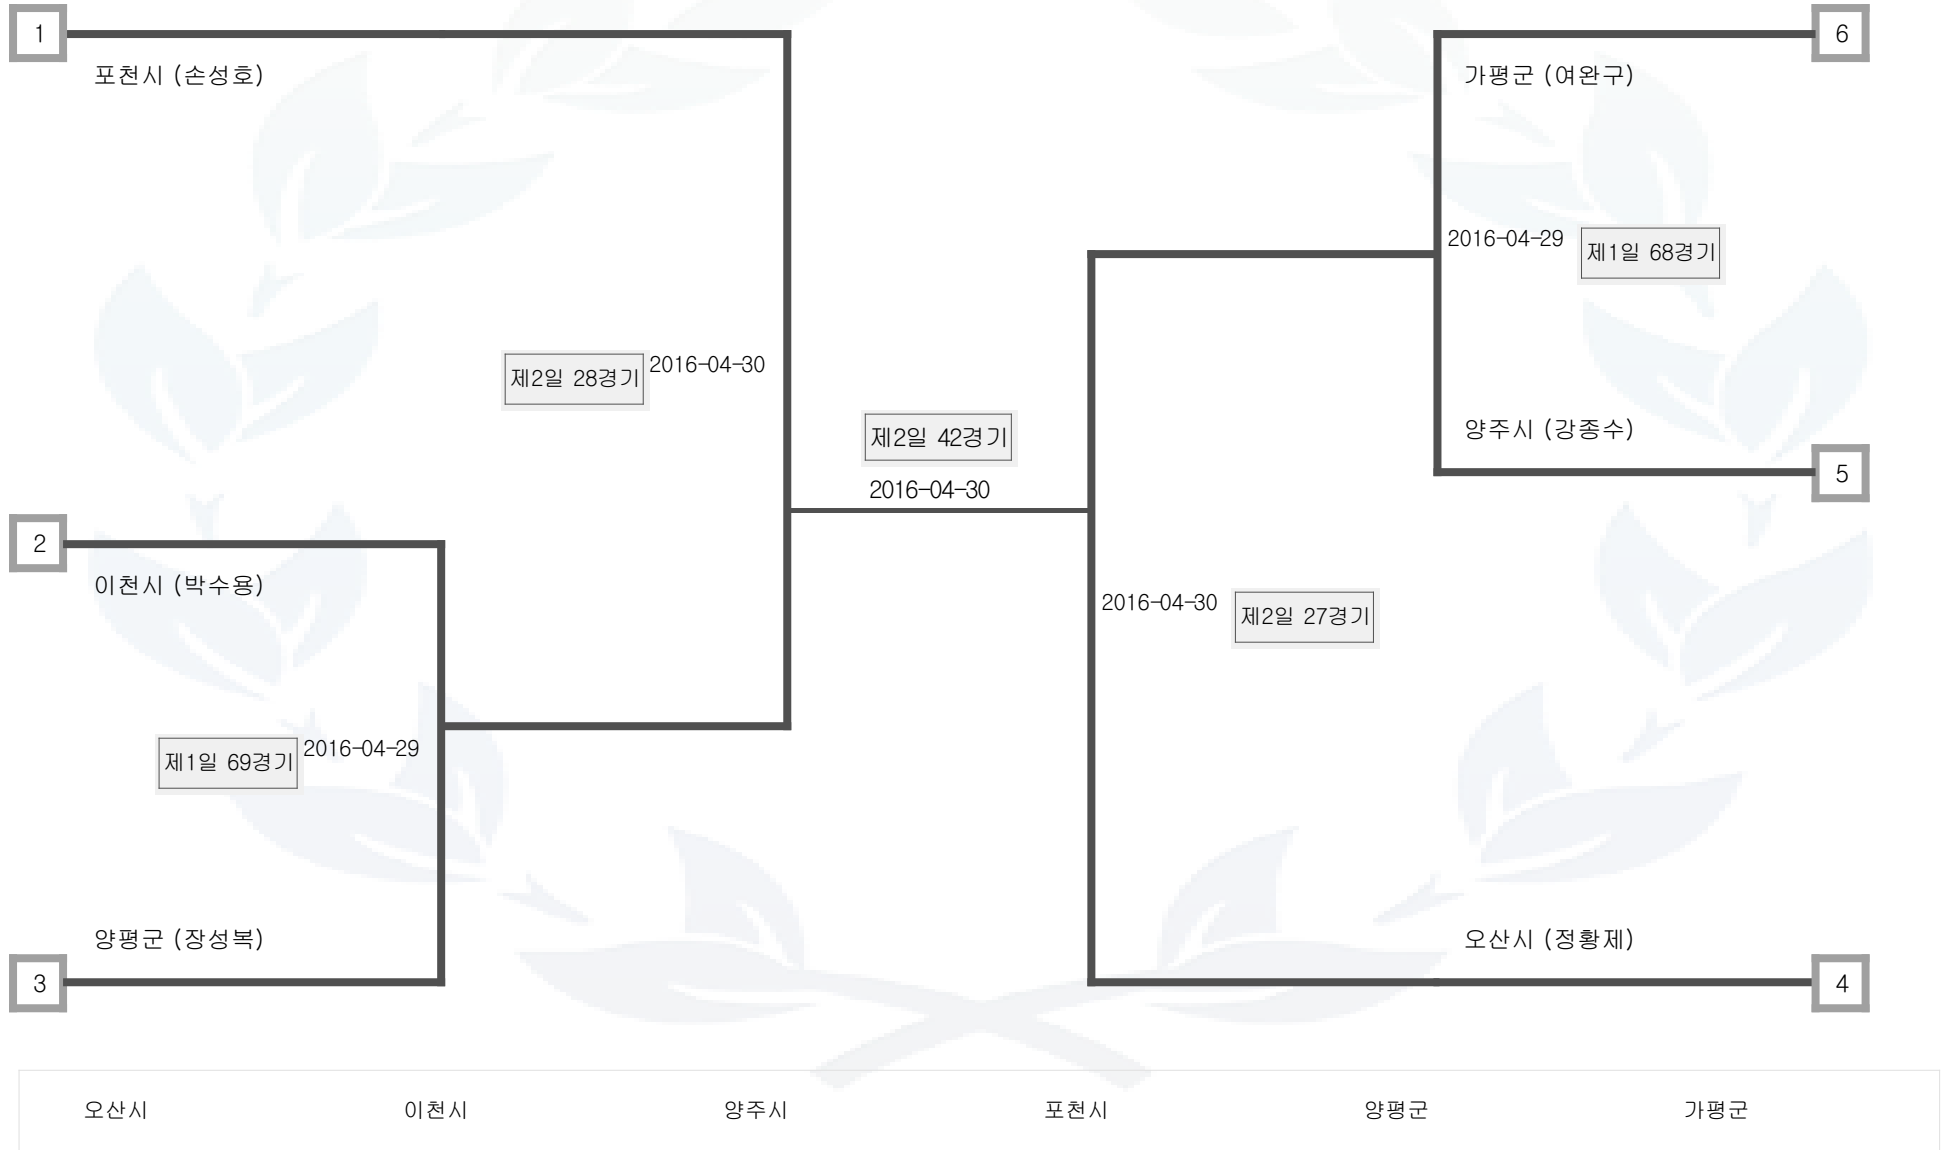 1
6
포천시 (손성호)
가평군 (여완구)
2016-04-29
제1일 68경기
제2일 28경기
2016-04-30
제2일 42경기
2016-04-30
양주시 (강종수)
5
2
이천시 (박수용)
2016-04-30
제2일 27경기
제1일 69경기
2016-04-29
양평군 (장성복)
오산시 (정황제)
3
4
오산시 이천시 양주시 포천시 양평군 가평군